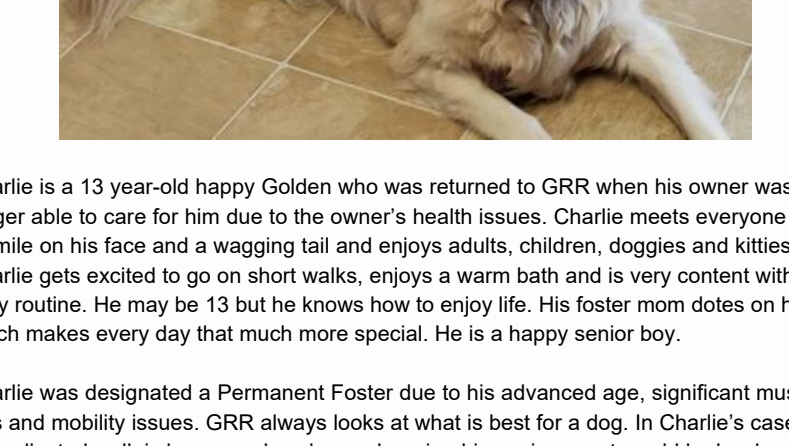 arlie is a 13 year-old happy Golden who was returned to GRR when his owner was
ger able to care for him due to the owner’s health issues. Charlie meets everyone
mile on his face and a wagging tail and enjoys adults, children, doggies and kitties
arlie gets excited to go on short walks, enjoys a warm bath and is very content with
y routine. He may be 13 but he knows how to enjoy life. His foster mom dotes on h
ch makes every day that much more special. He is a happy senior boy.
arlie was designated a Permanent Foster due to his advanced age, significant mus
s and mobility issues. GRR always looks at what is best for a dog. In Charlie’s case